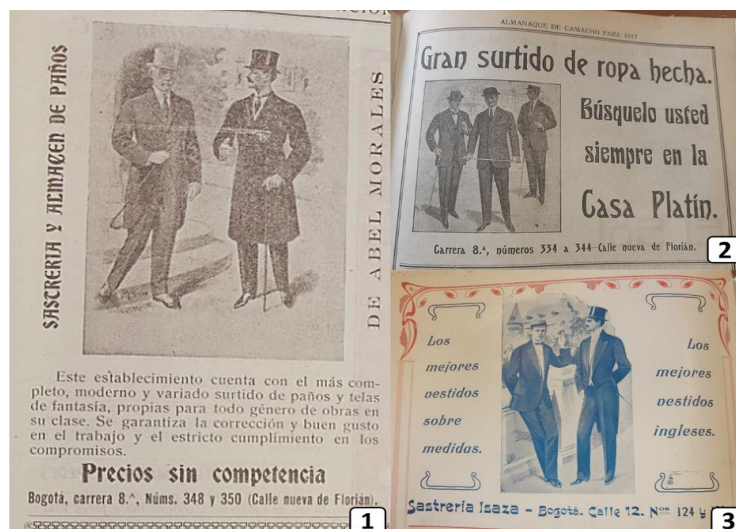 SASTRERIA Y ALMACEN DE PAÑOS
DE ABEL MORALES
Este establecimiento cuenta con el más com-
pleto, moderno y variado surtido de paños y telas
de fantasía, propias para todo género de obras en
su clase. Se garantiza la corrección y buen gusto
en el trabajo y el estricto cumplimiento en los
compromisos.
Precios sin competencia
Bogotá, carrera 8.ª, Núms. 348 y 350 (Calle nueva de Florián).
1
ALMANAQUE DE CAMACHO PARA 1917
Gran surtido de ropa hecha.
Búsquelo usted
siempre en la
Casa Platín.
Carrera 8.ª, números 334 a 344-Calle nueva de Florián.
2
Los
mejores
vestidos
sobre
medidas.
Los
mejores
vestidos
ingleses.
Sastrería Isaza - Bogotá. Calle 12. Nos 124 y
3